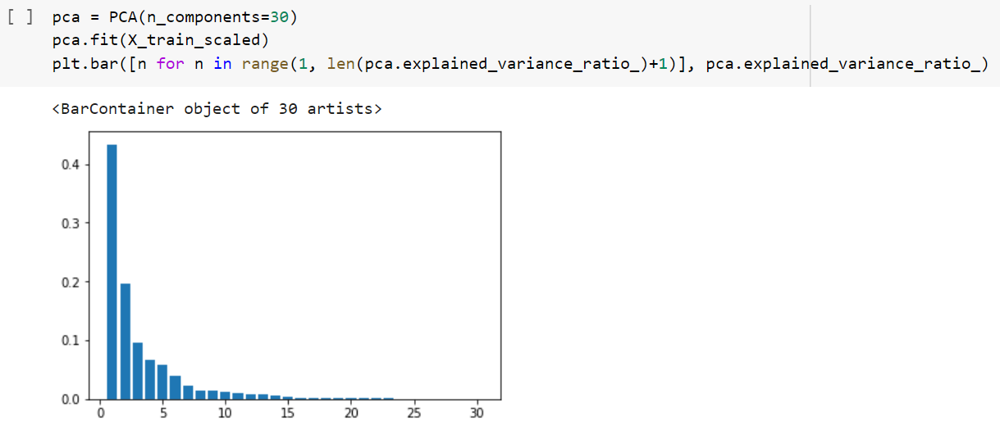 [ ] pca = PCA(n_components=30)
pca.fit(X_train_scaled)
plt.bar([n for n in range(1, len(pca.explained_variance_ratio_)+1)], pca.explained_variance_ratio_)
<BarContainer object of 30 artists>
0.4
0.3
0.2
0.1
0.0
0 5 10 15 20 25 30